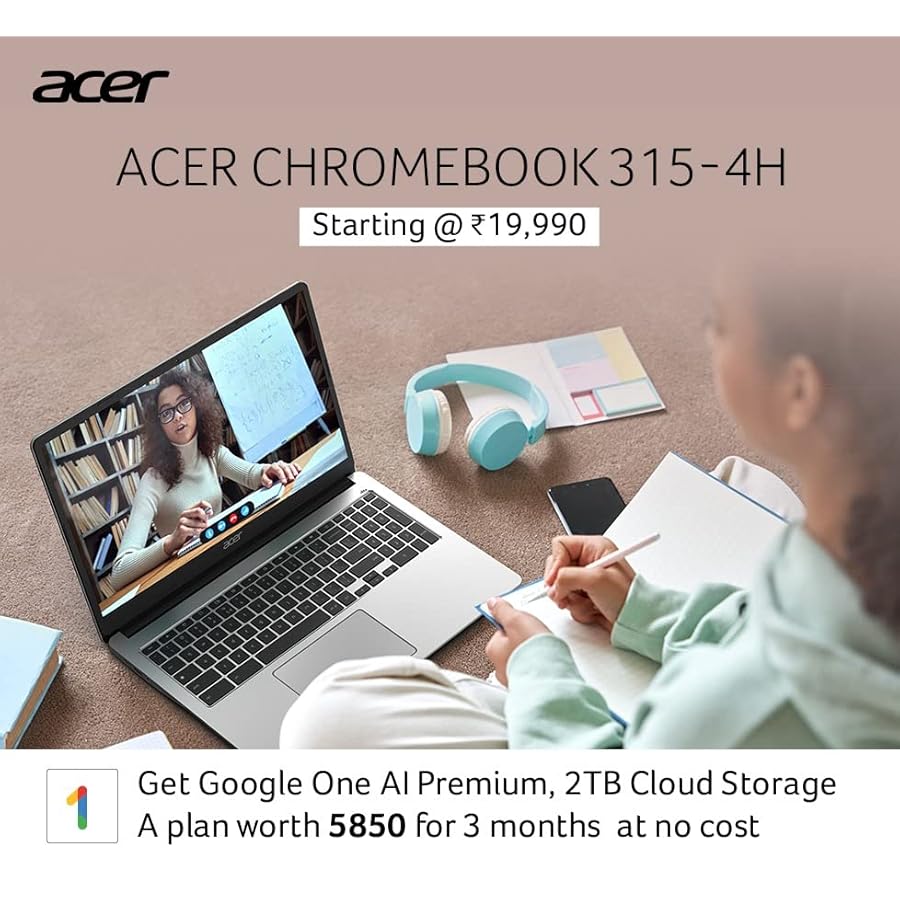 acer
ACER CHROMEBOOK 315-4H
Starting @ ₹19,990
acer
Get Google One AI Premium, 2TB Cloud Storage
A plan worth 5850 for 3 months at no cost